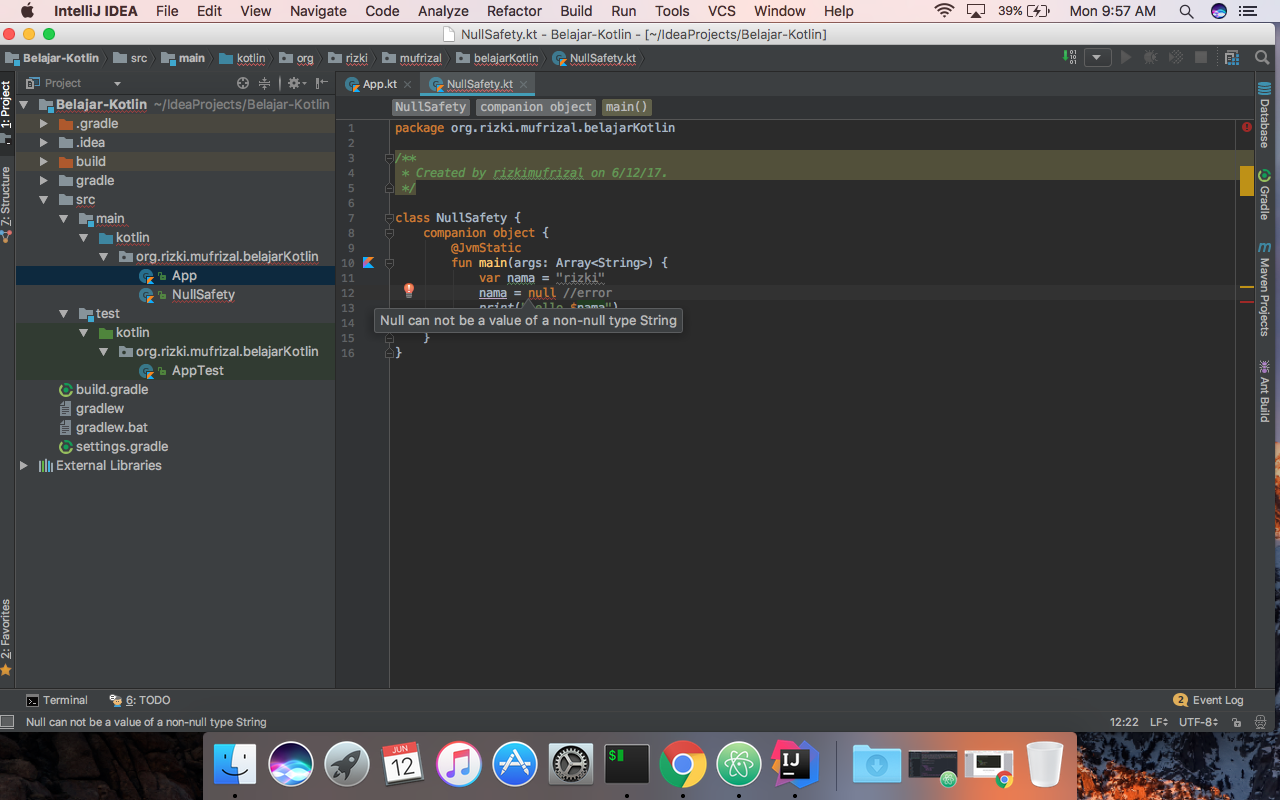 IntelliJ IDEA File Edit View Navigate Code Analyze Refactor Build Run Tools VCS Window Help 39% Mon 9:57 AM
NullSafety.kt - Belajar-Kotlin - [~/IdeaProjects/Belajar-Kotlin]
Belajar-Kotlin src main kotlin org rizki mufrizal belajarKotlin NullSafety.kt
Project
App.kt NullSafety.kt
NullSafety companion object main()
1: Project
7: Structure
2: Favorites
Belajar-Kotlin ~/IdeaProjects/Belajar-Kotlin
.gradle
.idea
build
gradle
src
main
kotlin
org.rizki.mufrizal.belajarKotlin
App
NullSafety
test
kotlin
org.rizki.mufrizal.belajarKotlin
AppTest
build.gradle
gradlew
gradlew.bat
settings.gradle
External Libraries
1 package org.rizki.mufrizal.belajarKotlin
2
3 /**
4 * Created by rizkimufrizal on 6/12/17.
5 */
6
7 class NullSafety {
8 companion object {
9 @JvmStatic
10 fun main(args: Array<String>) {
11 var nama = "rizki"
12 nama = null //error
13 $nama")
Null can not be a value of a non-null type String
14
15 }
16 }
Database
Gradle
Maven Projects
Ant Build
Terminal 6: TODO 2 Event Log
Null can not be a value of a non-null type String 12:22 LF UTF-8
JUN
12
$
IJ